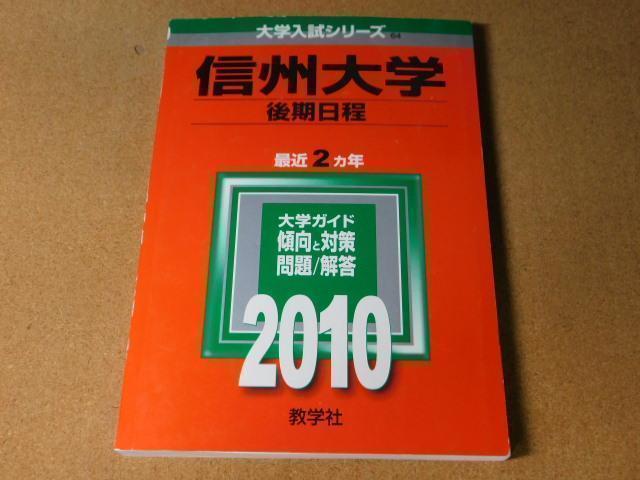 大学入試シリーズ 64
信州大学
後期日程
最近2ヵ年
大学ガイド
傾向と対策
問題/解答
2010
教学社